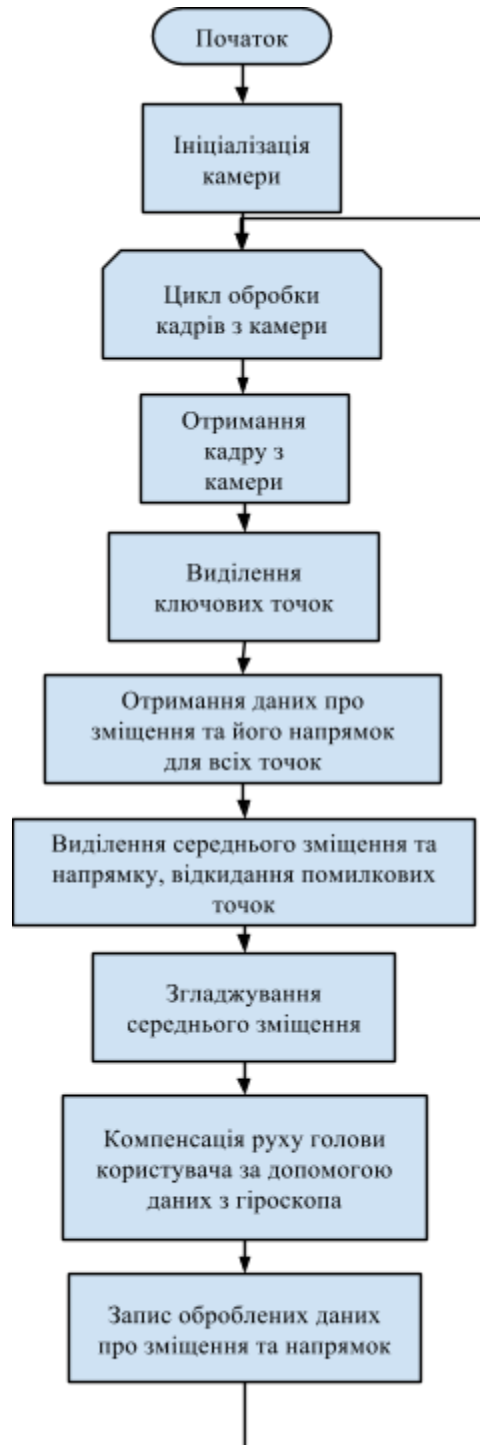 Початок
Ініціалізація
камери
Цикл обробки
кадрів з камери
Отримання
кадру з
камери
Виділення
ключових точок
Отримання даних про
зміщення та його напрямок
для всіх точок
Виділення середнього зміщення та
напрямку, відкидання помилкових
точок
Згладжування
середнього зміщення
Компенсація руху голови
користувача за допомогою
даних з гіроскопа
Запис оброблених даних
про зміщення та напрямок